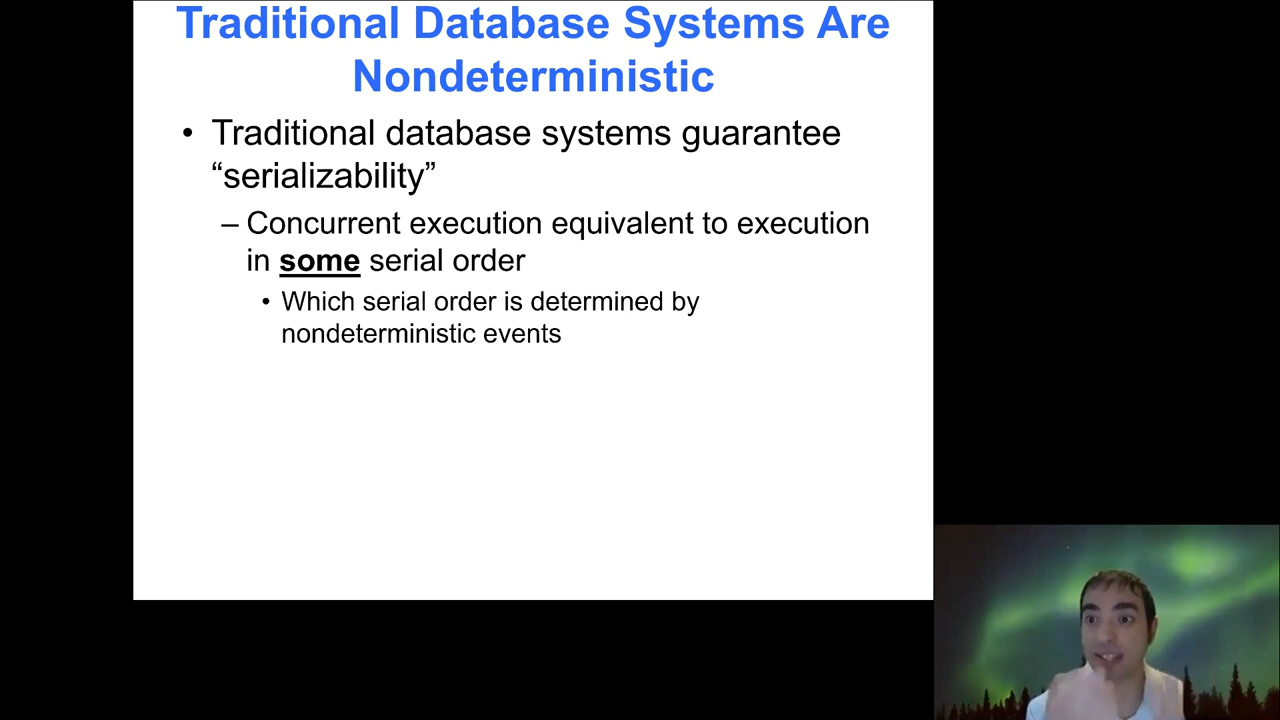 Traditional Database Systems Are
Nondeterministic
• Traditional database systems guarantee
“serializability”
– Concurrent execution equivalent to execution
in some serial order
• Which serial order is determined by
nondeterministic events